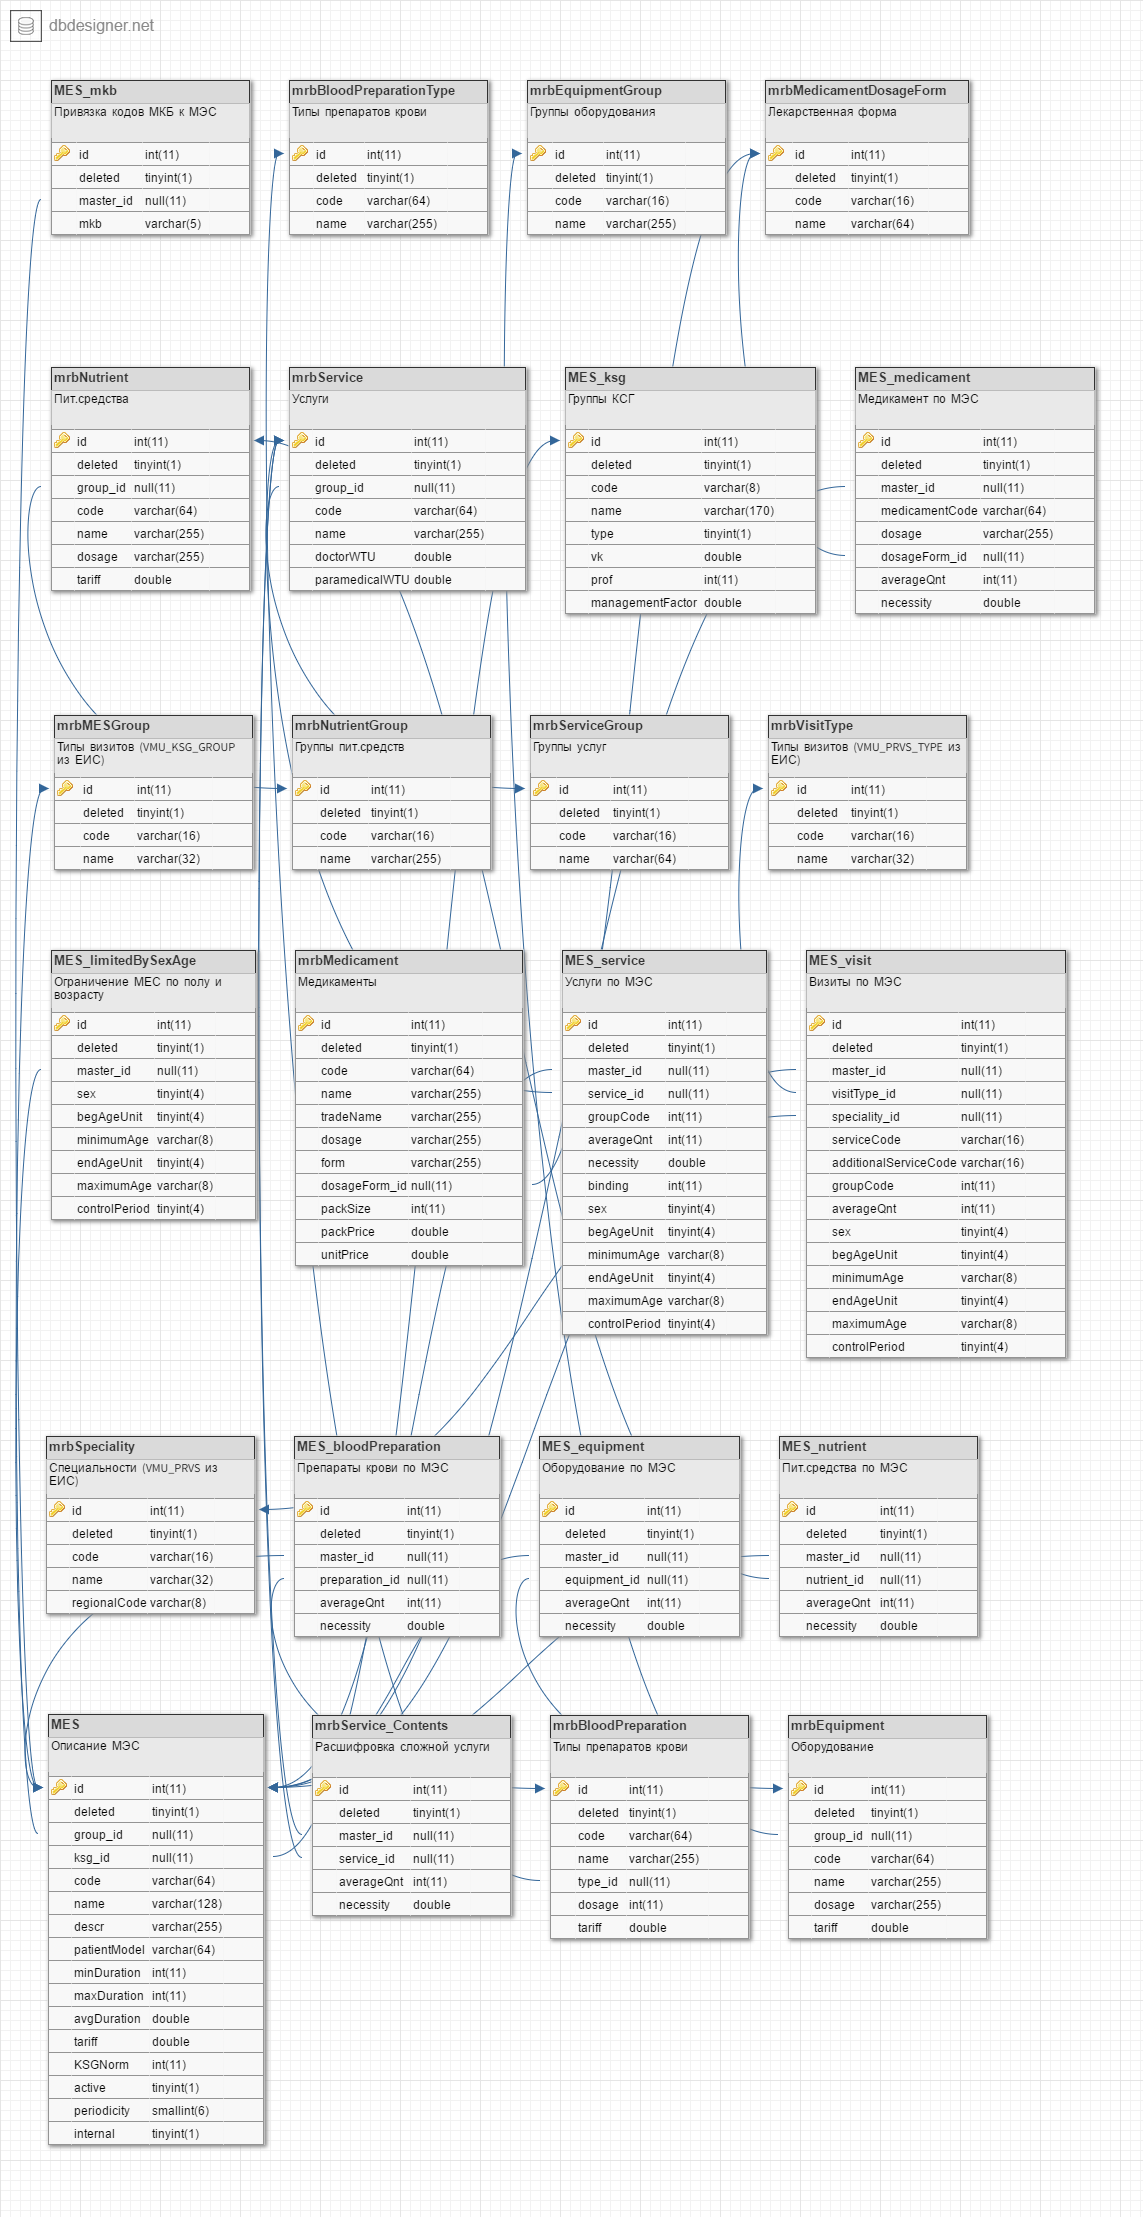 dbdesigner.net
MES_mkb
Привязка кодов МКБ к МЭС
id int(11)
deleted tinyint(1)
master_id null(11)
mkb varchar(5)
mrbBloodPreparationType
Типы препаратов крови
id int(11)
deleted tinyint(1)
code varchar(64)
name varchar(255)
mrbEquipmentGroup
Группы оборудования
id int(11)
deleted tinyint(1)
code varchar(16)
name varchar(255)
mrbMedicamentDosageForm
Лекарственная форма
id int(11)
deleted tinyint(1)
code varchar(16)
name varchar(64)
mrbNutrient
Пит.средства
id int(11)
deleted tinyint(1)
group_id null(11)
code varchar(64)
name varchar(255)
dosage varchar(255)
tariff double
mrbService
Услуги
id int(11)
deleted tinyint(1)
group_id null(11)
code varchar(64)
name varchar(255)
doctorWTU double
paramedicalWTU double
MES_ksg
Группы КСГ
id int(11)
deleted tinyint(1)
code varchar(8)
name varchar(170)
type tinyint(1)
vk double
prof int(11)
managementFactor double
MES_medicament
Медикамент по МЭС
id int(11)
deleted tinyint(1)
master_id null(11)
medicamentCode varchar(64)
dosage varchar(255)
dosageForm_id null(11)
averageQnt int(11)
necessity double
mrbMESGroup
Типы визитов (VMU_KSG_GROUP
из ЕИС)
id int(11)
deleted tinyint(1)
code varchar(16)
name varchar(32)
mrbNutrientGroup
Группы пит.средств
id int(11)
deleted tinyint(1)
code varchar(16)
name varchar(255)
mrbServiceGroup
Группы услуг
id int(11)
deleted tinyint(1)
code varchar(16)
name varchar(64)
mrbVisitType
Типы визитов (VMU_PRVS_TYPE из
ЕИС)
id int(11)
deleted tinyint(1)
code varchar(16)
name varchar(32)
MES_limitedBySexAge
Ограничение МЕС по полу и
возрасту
id int(11)
deleted tinyint(1)
master_id null(11)
sex tinyint(4)
begAgeUnit tinyint(4)
minimumAge varchar(8)
endAgeUnit tinyint(4)
maximumAge varchar(8)
controlPeriod tinyint(4)
mrbMedicament
Медикаменты
id int(11)
deleted tinyint(1)
code varchar(64)
name varchar(255)
tradeName varchar(255)
dosage varchar(255)
form varchar(255)
dosageForm_id null(11)
packSize int(11)
packPrice double
unitPrice double
MES_service
Услуги по МЭС
id int(11)
deleted tinyint(1)
master_id null(11)
service_id null(11)
groupCode int(11)
averageQnt int(11)
necessity double
binding int(11)
sex tinyint(4)
begAgeUnit tinyint(4)
minimumAge varchar(8)
endAgeUnit tinyint(4)
maximumAge varchar(8)
controlPeriod tinyint(4)
MES_visit
Визиты по МЭС
id int(11)
deleted tinyint(1)
master_id null(11)
visitType_id null(11)
speciality_id null(11)
serviceCode varchar(16)
additionalServiceCode varchar(16)
groupCode int(11)
averageQnt int(11)
sex tinyint(4)
begAgeUnit tinyint(4)
minimumAge varchar(8)
endAgeUnit tinyint(4)
maximumAge varchar(8)
controlPeriod tinyint(4)
mrbSpeciality
Специальности (VMU_PRVS из
ЕИС)
id int(11)
deleted tinyint(1)
code varchar(16)
name varchar(32)
regionalCode varchar(8)
MES_bloodPreparation
Препараты крови по МЭС
id int(11)
deleted tinyint(1)
master_id null(11)
preparation_id null(11)
averageQnt int(11)
necessity double
MES_equipment
Оборудование по МЭС
id int(11)
deleted tinyint(1)
master_id null(11)
equipment_id null(11)
averageQnt int(11)
necessity double
MES_nutrient
Пит.средства по МЭС
id int(11)
deleted tinyint(1)
master_id null(11)
nutrient_id null(11)
averageQnt int(11)
necessity double
MES
Описание МЭС
id int(11)
deleted tinyint(1)
group_id null(11)
ksg_id null(11)
code varchar(64)
name varchar(128)
descr varchar(255)
patientModel varchar(64)
minDuration int(11)
maxDuration int(11)
avgDuration double
tariff double
KSGNorm int(11)
active tinyint(1)
periodicity smallint(6)
internal tinyint(1)
mrbService_Contents
Расшифровка сложной услуги
id int(11)
deleted tinyint(1)
master_id null(11)
service_id null(11)
averageQnt int(11)
necessity double
mrbBloodPreparation
Типы препаратов крови
id int(11)
deleted tinyint(1)
code varchar(64)
name varchar(255)
type_id null(11)
dosage int(11)
tariff double
mrbEquipment
Оборудование
id int(11)
deleted tinyint(1)
group_id null(11)
code varchar(64)
name varchar(255)
dosage varchar(255)
tariff double